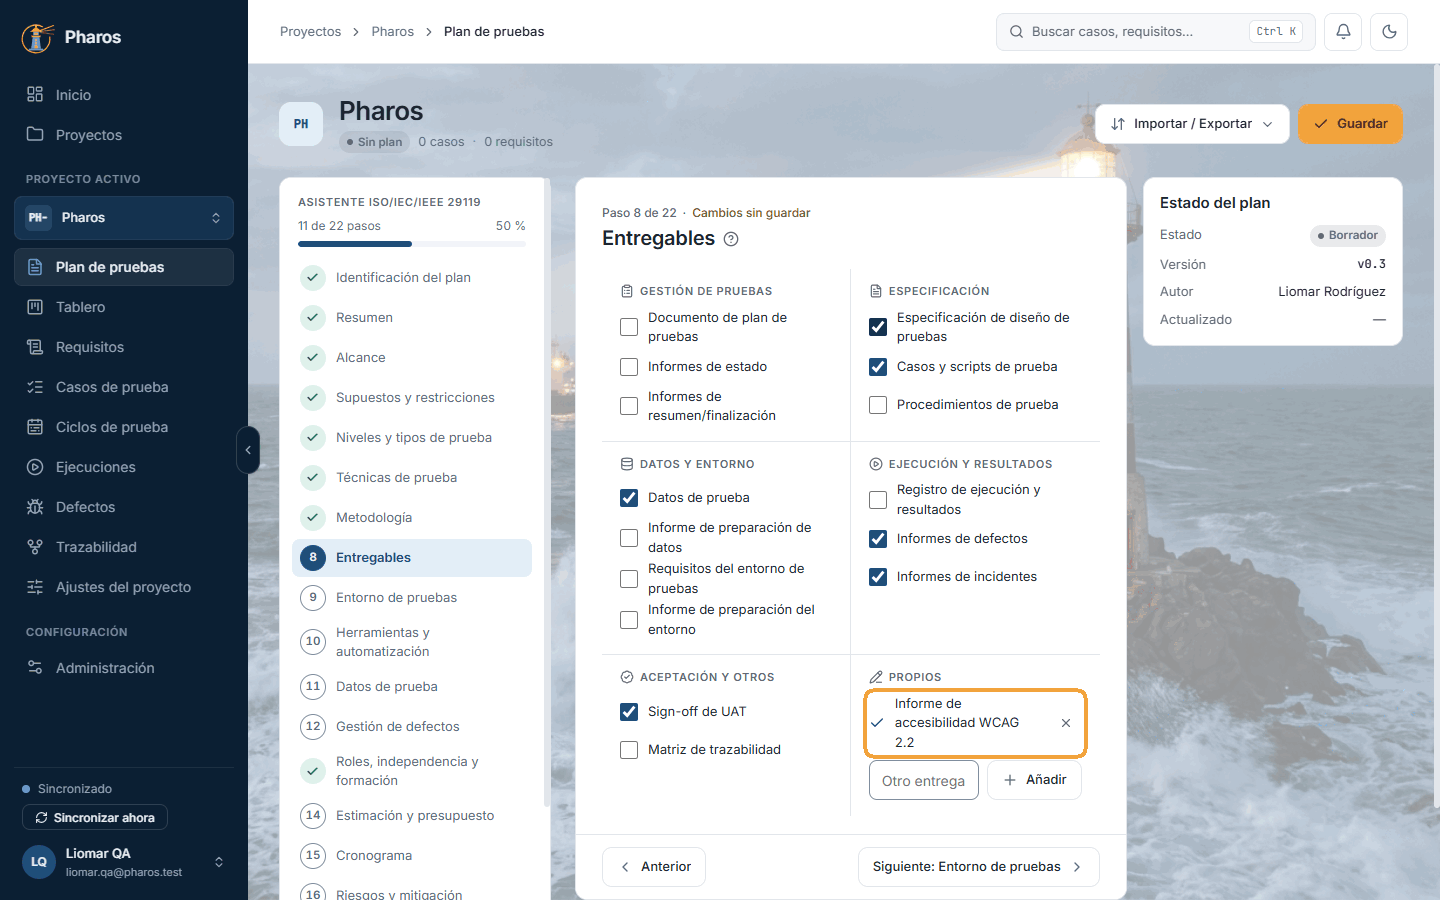 Pharos
Inicio
Proyectos
PROYECTO ACTIVO
PH- Pharos
Plan de pruebas
Tablero
Requisitos
Casos de prueba
Ciclos de prueba
Ejecuciones
Defectos
Trazabilidad
Ajustes del proyecto
CONFIGURACIÓN
Administración
Sincronizado
Sincronizar ahora
LQ
Liomar QA
liomar.qa@pharos.test
Proyectos > Pharos > Plan de pruebas
Buscar casos, requisitos... Ctrl K
PH
Pharos
Sin plan 0 casos · 0 requisitos
Importar / Exportar
Guardar
ASISTENTE ISO/IEC/IEEE 29119
11 de 22 pasos 50 %
Identificación del plan
Resumen
Alcance
Supuestos y restricciones
Niveles y tipos de prueba
Técnicas de prueba
Metodología
8 Entregables
9 Entorno de pruebas
10 Herramientas y
automatización
11 Datos de prueba
12 Gestión de defectos
Roles, independencia y
formación
14 Estimación y presupuesto
15 Cronograma
16 Riesgos y mitigación
Paso 8 de 22 · Cambios sin guardar
Entregables
GESTIÓN DE PRUEBAS
Documento de plan de
pruebas
Informes de estado
Informes de
resumen/finalización
ESPECIFICACIÓN
Especificación de diseño de
pruebas
Casos y scripts de prueba
Procedimientos de prueba
DATOS Y ENTORNO
Datos de prueba
Informe de preparación de
datos
Requisitos del entorno de
pruebas
Informe de preparación del
entorno
EJECUCIÓN Y RESULTADOS
Registro de ejecución y
resultados
Informes de defectos
Informes de incidentes
ACEPTACIÓN Y OTROS
Sign-off de UAT
Matriz de trazabilidad
PROPIOS
Informe de
accesibilidad WCAG
2.2
Otro entrega
Añadir
Anterior
Siguiente: Entorno de pruebas
Estado del plan
Estado Borrador
Versión v0.3
Autor Liomar Rodríguez
Actualizado —